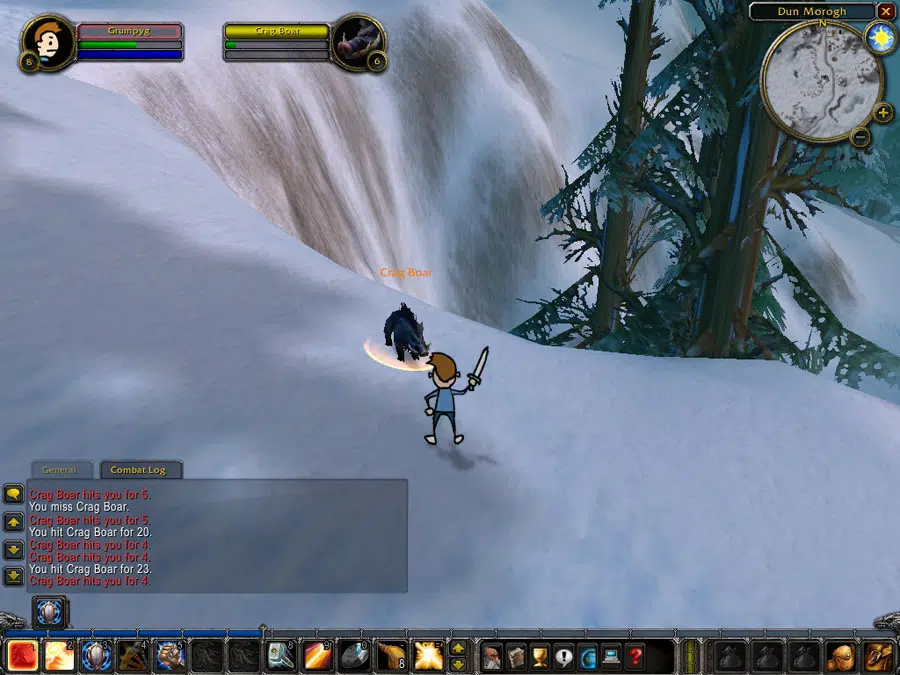 Grumpyg
8
Crag Boar
6
Dun Morogh
N
Crag Boar
General
Combat Log
Crag Boar hits you for 5.
You miss Crag Boar.
Crag Boar hits you for 5.
You hit Crag Boar for 20.
Crag Boar hits you for 4.
Crag Boar hits you for 4.
You hit Crag Boar for 23.
Crag Boar hits you for 4.
8